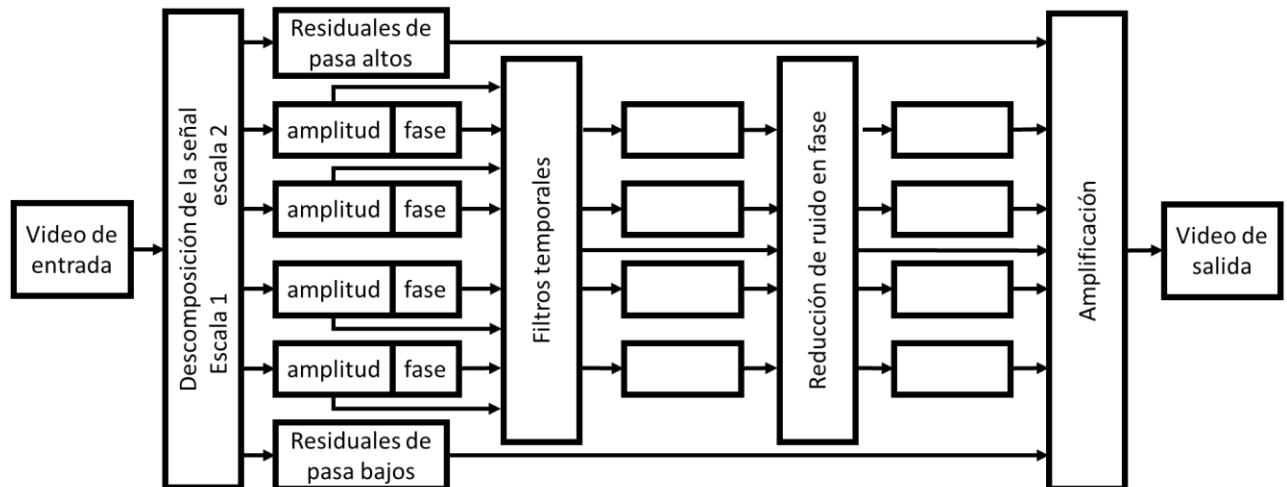 Video de
entrada
Descomposición de la señal
Escala 1
escala 2
Residuales de
pasa altos
amplitud
fase
amplitud
fase
amplitud
fase
amplitud
fase
Residuales de
pasa bajos
Filtros temporales
Reducción de ruido en fase
Amplificación
Video de
salida